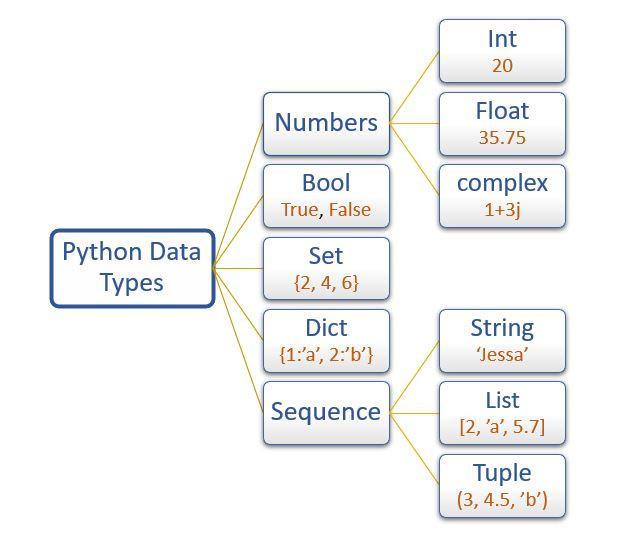 Python Data
Types
Numbers
Int
20
Float
35.75
complex
1+3j
Bool
True, False
Set
{2, 4, 6}
Dict
{1:’a’, 2:’b’}
Sequence
String
‘Jessa’
List
[2, ’a’, 5.7]
Tuple
(3, 4.5, ’b’)